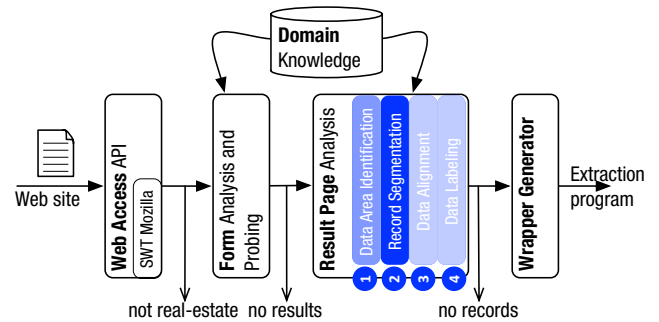 Domain
Knowledge
Web site
Web Access API
SWT Mozilla
Form Analysis and
Probing
Result Page Analysis
Data Area Identification
Record Segmentation
Data Alignment
Data Labeling
1
2
3
4
Wrapper Generator
Extraction
program
not real-estate
no results
no records